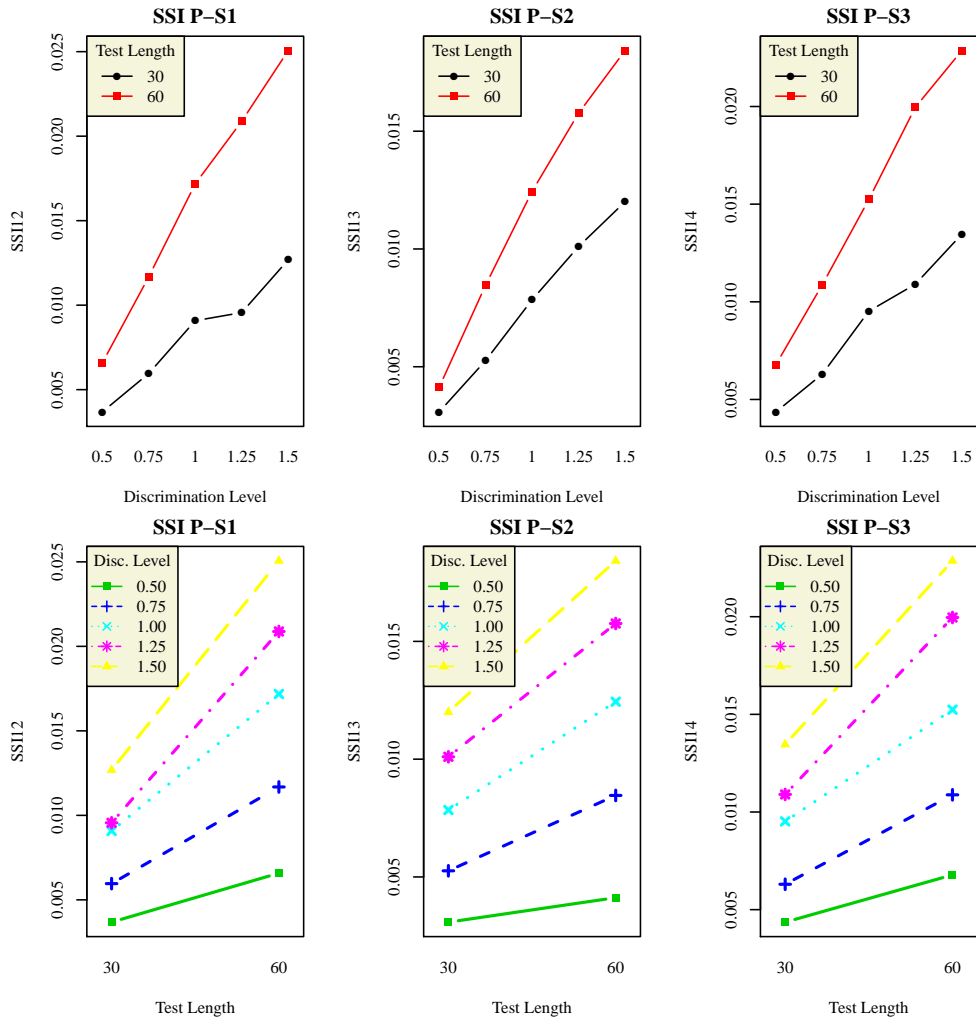 SSI P−S1
SSI12
0.005
0.010
0.015
0.020
0.025
Test Length
30
60
0.5 0.75 1 1.25 1.5
Discrimination Level
SSI P−S2
SSI13
0.005
0.010
0.015
Test Length
30
60
0.5 0.75 1 1.25 1.5
Discrimination Level
SSI P−S3
SSI14
0.005
0.010
0.015
0.020
Test Length
30
60
0.5 0.75 1 1.25 1.5
Discrimination Level
SSI P−S1
SSI12
0.005
0.010
0.015
0.020
0.025
Disc. Level
0.50
0.75
1.00
1.25
1.50
30 60
Test Length
SSI P−S2
SSI13
0.005
0.010
0.015
Disc. Level
0.50
0.75
1.00
1.25
1.50
30 60
Test Length
SSI P−S3
SSI14
0.005
0.010
0.015
0.020
Disc. Level
0.50
0.75
1.00
1.25
1.50
30 60
Test Length